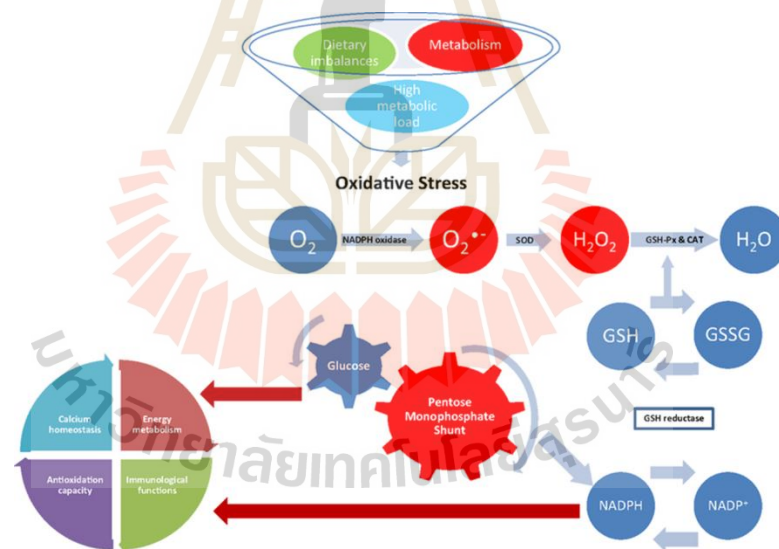 Dietary
imbalances
Metabolism
High
metabolic
load
Oxidative Stress
O₂
NADPH oxidase
O₂•-
SOD
H₂O₂
GSH-Px & CAT
H₂O
GSH
GSSG
Glucose
Pentose
Monophosphate
Shunt
GSH reductase
Calcium
homeostasis
Energy
metabolism
Antioxidation
capacity
Immunological
functions
NADPH
NADP⁺
มหาวิทยาลัยเทคโนโลยีสุรนารี